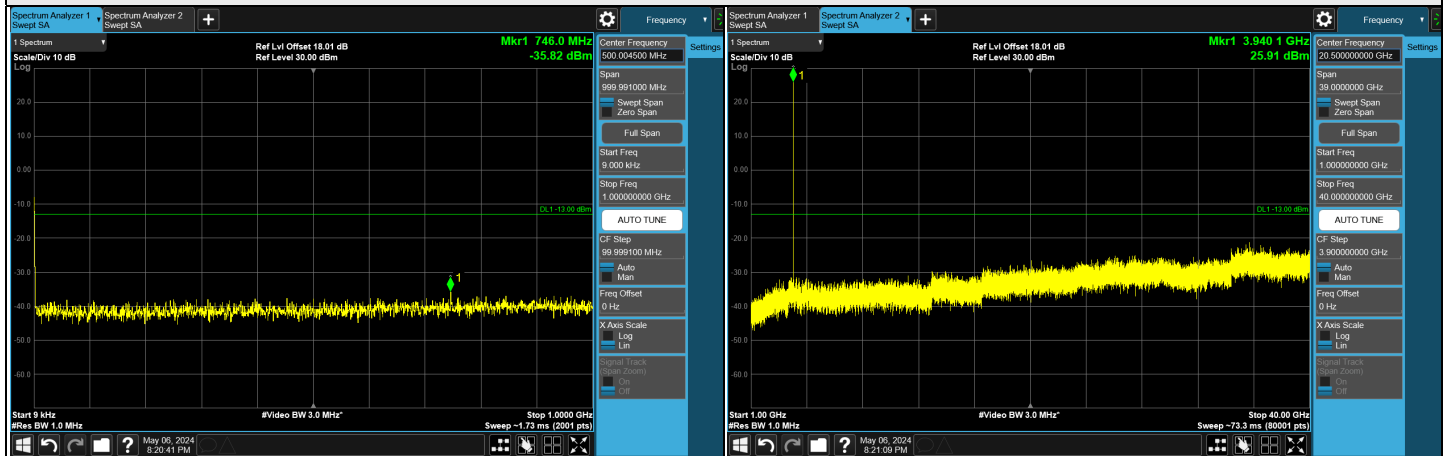 Spectrum Analyzer 1
Swept SA
Spectrum Analyzer 2
Swept SA
Frequency
1 Spectrum
Scale/Div 10 dB
Log
Ref Lvl Offset 18.01 dB
Ref Level 30.00 dBm
Mkr1 746.0 MHz
-35.82 dBm
20.0
10.0
0.00
-10.0
-20.0
-30.0
-40.0
-50.0
-60.0
DL1 -13.00 dBm
1
Start 9 kHz
#Res BW 1.0 MHz
#Video BW 3.0 MHz*
Stop 1.0000 GHz
Sweep ~1.73 ms (2001 pts)
Center Frequency
500.004500 MHz
Settings
Span
999.991000 MHz
Swept Span
Zero Span
Full Span
Start Freq
9.000 kHz
Stop Freq
1.000000000 GHz
AUTO TUNE
CF Step
99.999100 MHz
Auto
Man
Freq Offset
0 Hz
X Axis Scale
Log
Lin
Signal Track
(Span Zoom)
On
Off
?
May 06, 2024
8:20:41 PM
Spectrum Analyzer 1
Swept SA
Spectrum Analyzer 2
Swept SA
Frequency
1 Spectrum
Scale/Div 10 dB
Log
Ref Lvl Offset 18.01 dB
Ref Level 30.00 dBm
Mkr1 3.940 1 GHz
25.91 dBm
1
20.0
10.0
0.00
-10.0
-20.0
-30.0
-40.0
-50.0
-60.0
DL1 -13.00 dBm
Start 1.00 GHz
#Res BW 1.0 MHz
#Video BW 3.0 MHz*
Stop 40.00 GHz
Sweep ~73.3 ms (80001 pts)
Center Frequency
20.500000000 GHz
Settings
Span
39.0000000 GHz
Swept Span
Zero Span
Full Span
Start Freq
1.000000000 GHz
Stop Freq
40.000000000 GHz
AUTO TUNE
CF Step
3.900000000 GHz
Auto
Man
Freq Offset
0 Hz
X Axis Scale
Log
Lin
Signal Track
(Span Zoom)
On
Off
?
May 06, 2024
8:21:09 PM